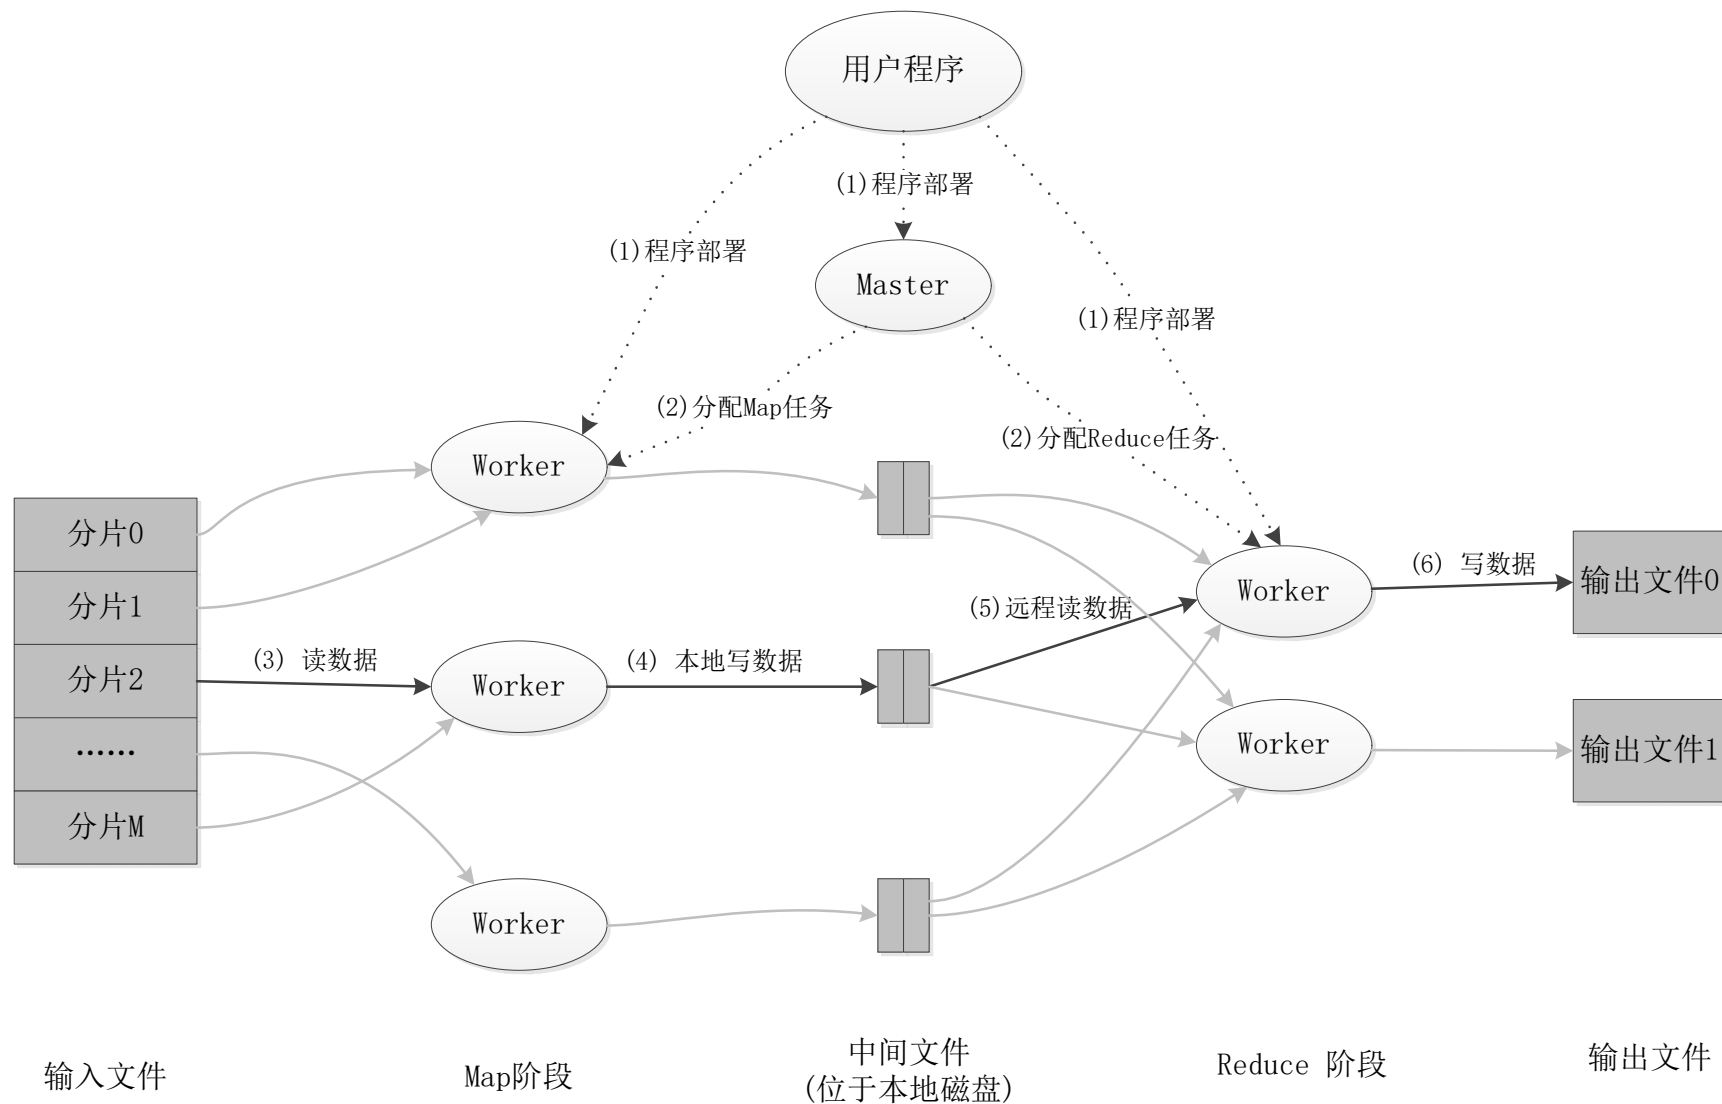 用户程序
(1)程序部署
(1)程序部署
Master
(1)程序部署
(2)分配Map任务
(2)分配Reduce任务
Worker
分片0
分片1
(3) 读数据
分片2
……
分片M
Worker
(4) 本地写数据
(5)远程读数据
Worker
(6) 写数据
输出文件0
Worker
输出文件1
Worker
输入文件
Map阶段
中间文件
(位于本地磁盘)
Reduce 阶段
输出文件